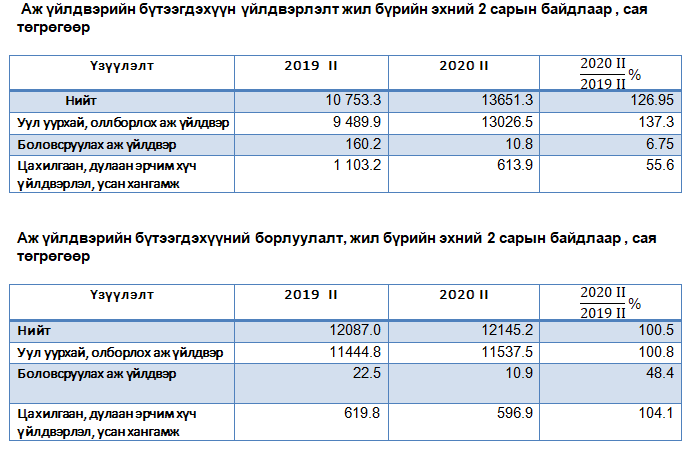 Аж үйлдвэрийн бүтээгдэхүүн үйлдвэрлэлт жил бүрийн эхний 2 сарын байдлаар , сая
төгрөгөөр
Үзүүлэлт 2019 II 2020 II 2020 II / 2019 II %
Нийт 10 753.3 13651.3 126.95
Уул уурхай, оллборлох аж үйлдвэр 9 489.9 13026.5 137.3
Боловсруулах аж үйлдвэр 160.2 10.8 6.75
Цахилгаан, дулаан эрчим хүч 1 103.2 613.9 55.6
үйлдвэрлэл, усан хангамж
Аж үйлдвэрийн бүтээгдэхүүний борлуулалт, жил бүрийн эхний 2 сарын байдлаар , сая
төгрөгөөр
Үзүүлэлт 2019 II 2020 II 2020 II / 2019 II %
Нийт 12087.0 12145.2 100.5
Уул уурхай, олборлох аж үйлдвэр 11444.8 11537.5 100.8
Боловсруулах аж үйлдвэр 22.5 10.9 48.4
Цахилгаан, дулаан эрчим хүч 619.8 596.9 104.1
үйлдвэрлэл, усан хангамж